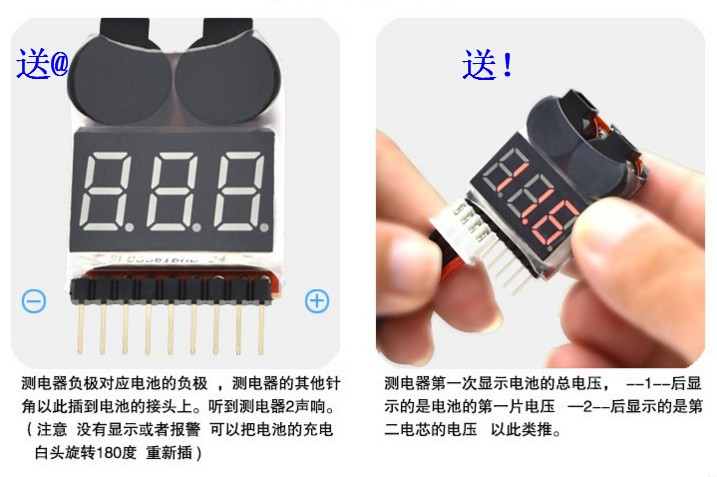 送@
8.8.8.
⊖
⊕
测电器负极对应电池的负极 ，测电器的其他针
角以此插到电池的接头上。听到测电器2声响。
( 注意 没有显示或者报警 可以把电池的充电
白头旋转180度 重新插 )
送!
11.6
测电器第一次显示电池的总电压， --1--后显
示的是电池的第一片电压 —2--后显示的是第
二电芯的电压 以此类推。